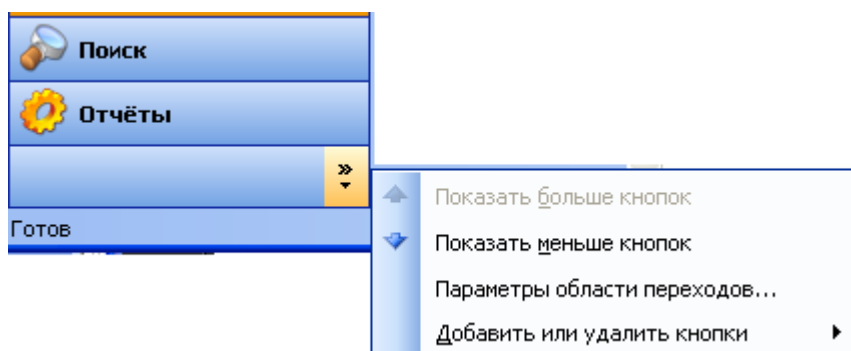 Поиск
Отчёты
Готов
Показать больше кнопок
Показать меньше кнопок
Параметры области переходов...
Добавить или удалить кнопки